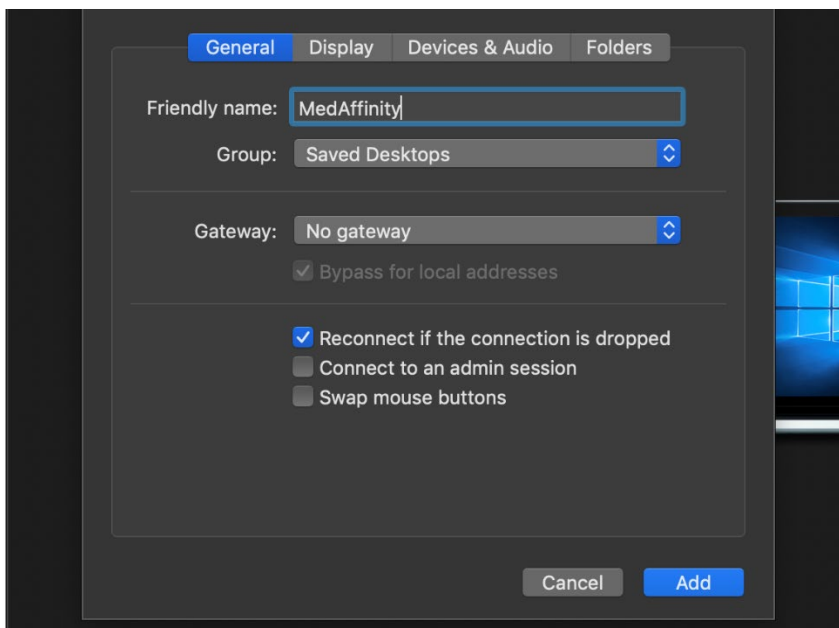 General Display Devices & Audio Folders
Friendly name: MedAffinity
Group: Saved Desktops
Gateway: No gateway
Bypass for local addresses
Reconnect if the connection is dropped
Connect to an admin session
Swap mouse buttons
Cancel Add